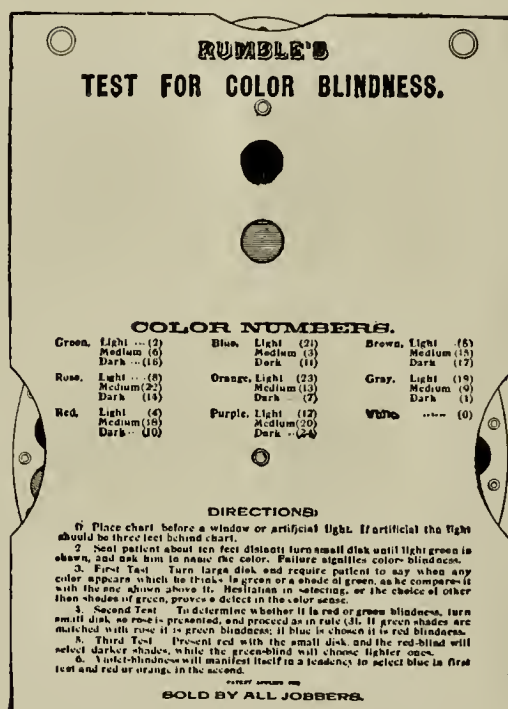 RUMBLE'S
TEST FOR COLOR BLINDNESS.
COLOR NUMBERS.
Green, Light (2) Blue, Light (21) Brown, Light (5)
Medium (6) Medium (3) Medium (15)
Dark (16) Dark (11) Dark (17)
Rose, Light (8) Orange, Light (23) Gray, Light (19)
Medium (22) Medium (13) Medium (9)
Dark (14) Dark (7) Dark (1)
Red, Light (4) Purple, Light (12) White (0)
Medium (18) Medium (20)
Dark (10) Dark (24)
DIRECTIONS:
Place chart before a window or artificial light. If artificial the light
should be three feet behind chart.
2 Seat patient about ten feet distant; turn small disk until light green is
shown, and ask him to name the color. Failure signifies color-blindness.
3. First Test Turn large disk and require patient to say when any
color appears which he thinks is green or a shade of green, as he compares it
with the one shown above it. Hesitation in selecting, or the choice of other
than shades of green, proves a defect in the color sense.
4. Second Test To determine whether it is red or green blindness, turn
small disk so rose is presented, and proceed as in rule (3). If green shades are
matched with rose it is green blindness; if blue is chosen it is red blindness.
5. Third Test Present red with the small disk, and the red-blind will
select darker shades, while the green-blind will choose lighter ones.
6. Violet-blindness will manifest itself in a tendency to select blue in first
test and red or orange in the second.
PATENT APPLIED FOR
SOLD BY ALL JOBBERS.